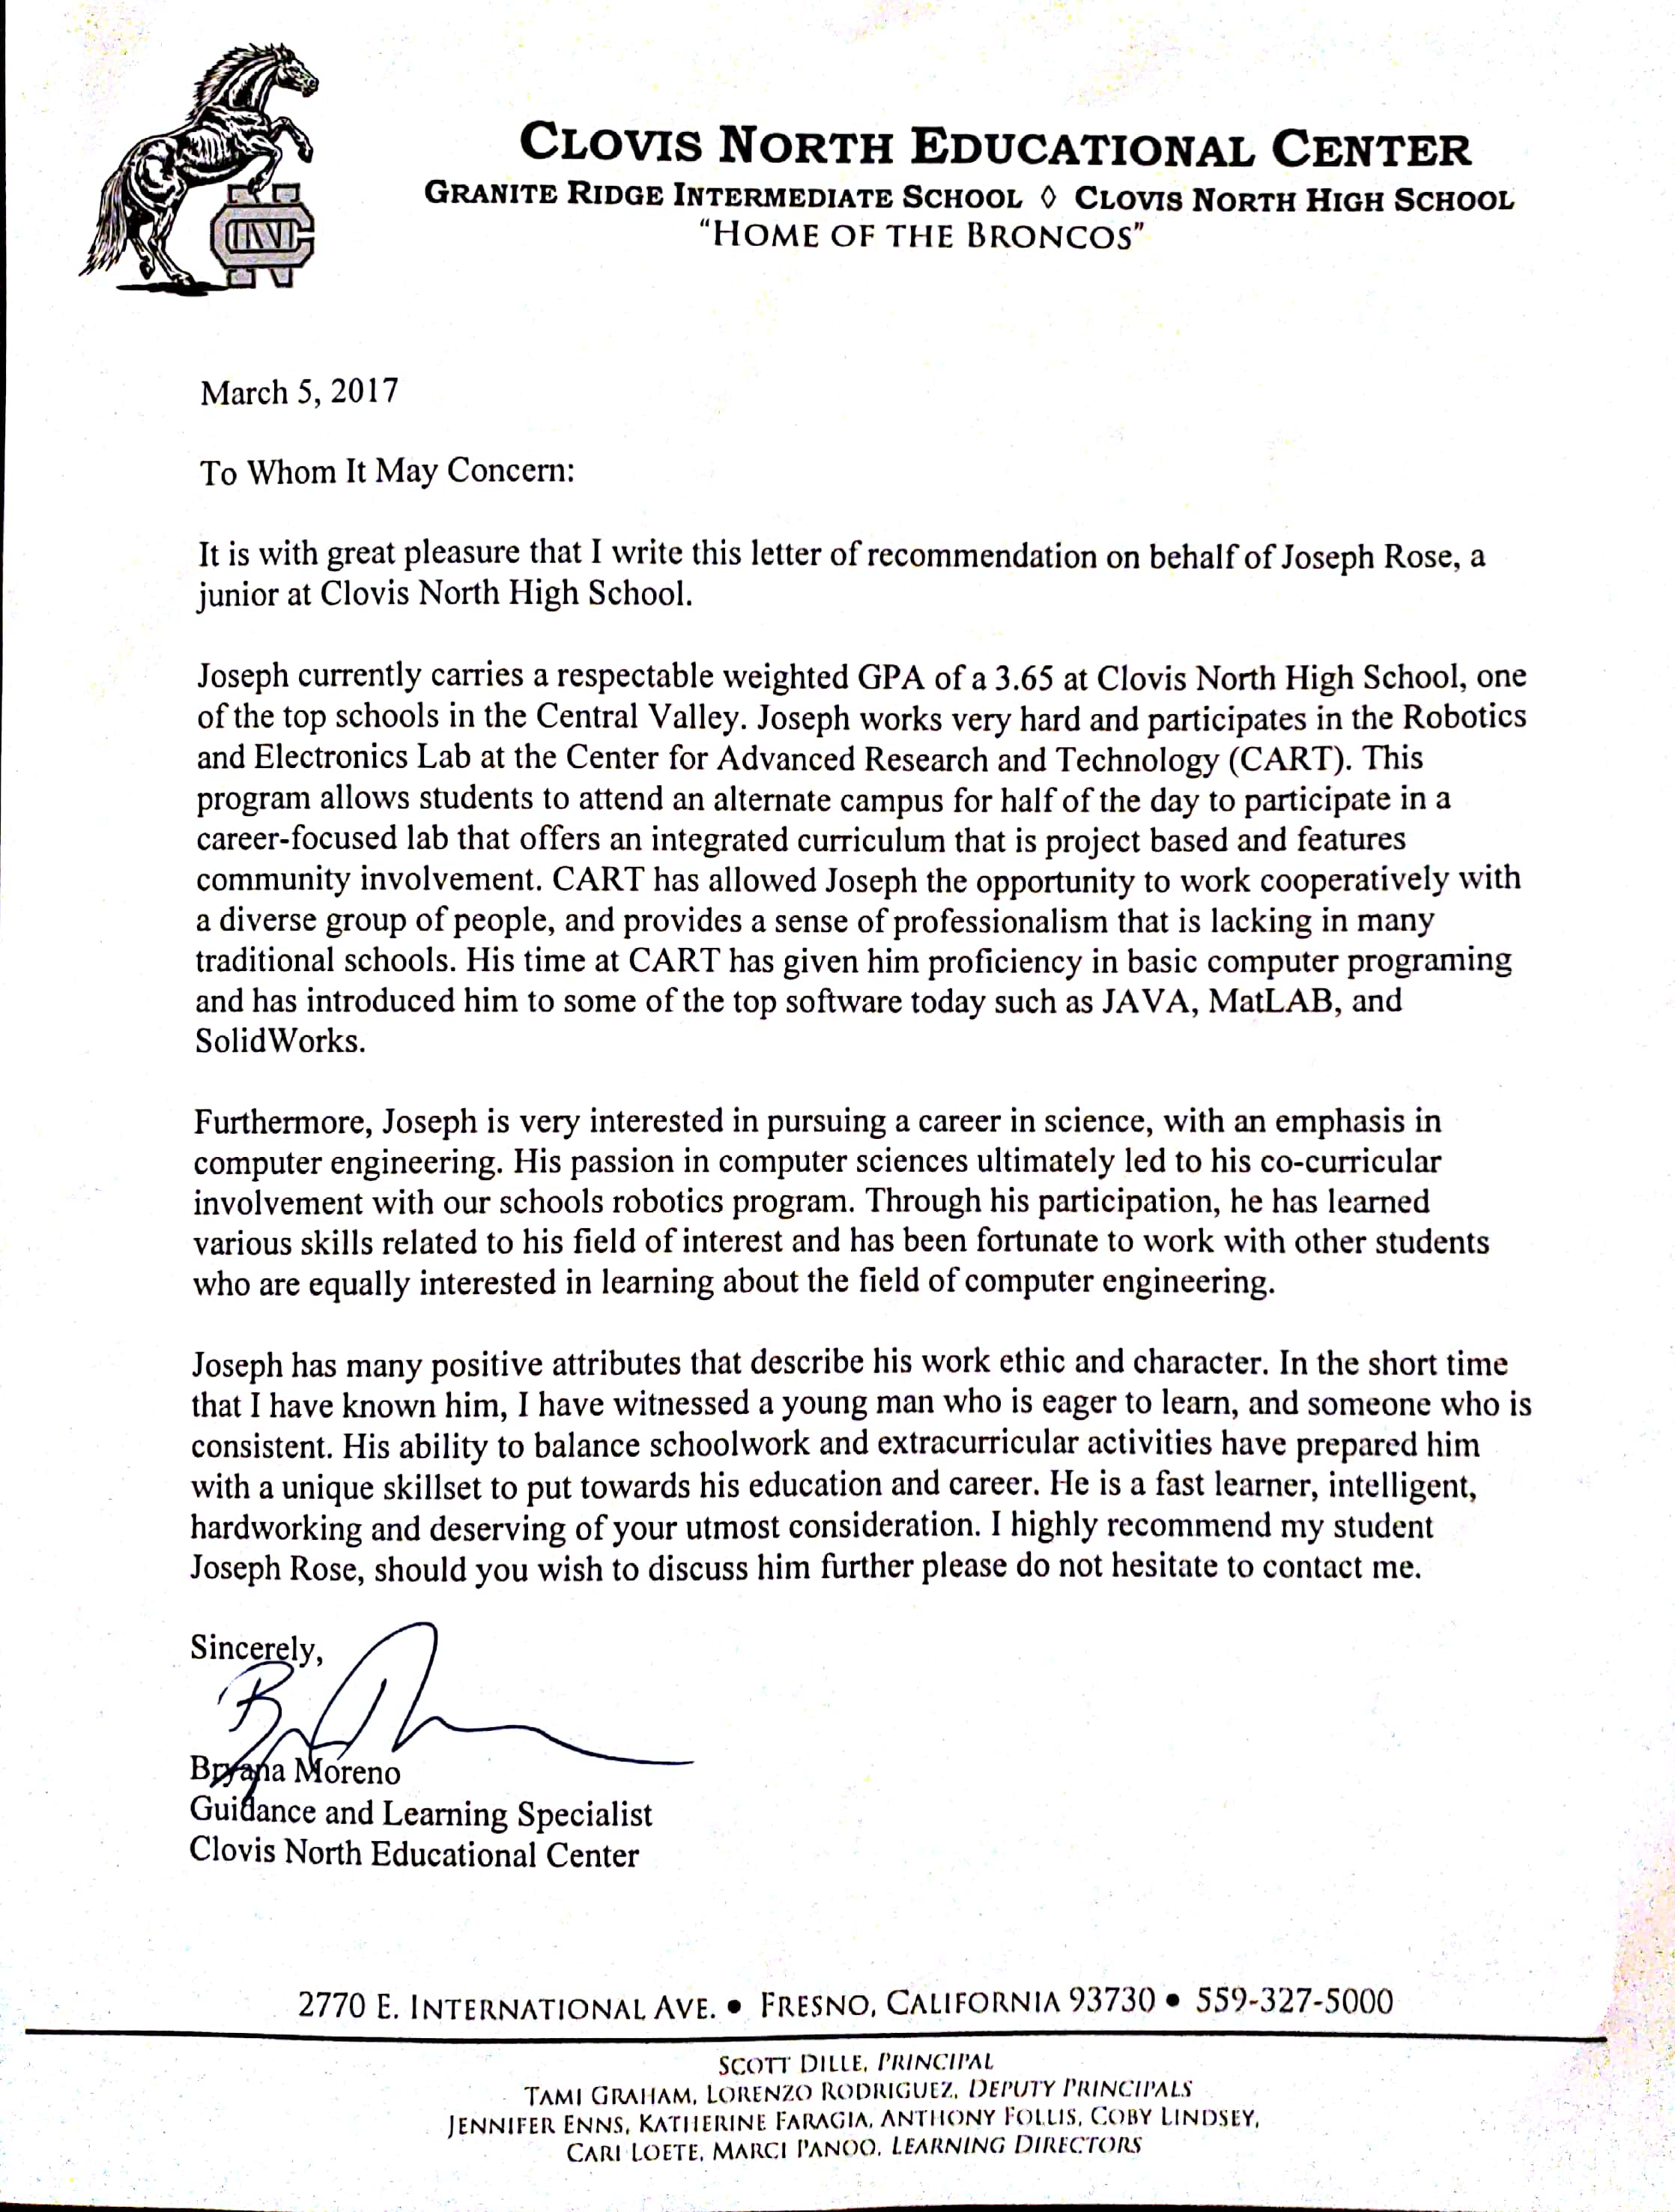 CLOVIS NORTH EDUCATIONAL CENTER
GRANITE RIDGE INTERMEDIATE SCHOOL ◊ CLOVIS NORTH HIGH SCHOOL
"HOME OF THE BRONCOS"
CN
March 5, 2017
To Whom It May Concern:
It is with great pleasure that I write this letter of recommendation on behalf of Joseph Rose, a
junior at Clovis North High School.
Joseph currently carries a respectable weighted GPA of a 3.65 at Clovis North High School, one
of the top schools in the Central Valley. Joseph works very hard and participates in the Robotics
and Electronics Lab at the Center for Advanced Research and Technology (CART). This
program allows students to attend an alternate campus for half of the day to participate in a
career-focused lab that offers an integrated curriculum that is project based and features
community involvement. CART has allowed Joseph the opportunity to work cooperatively with
a diverse group of people, and provides a sense of professionalism that is lacking in many
traditional schools. His time at CART has given him proficiency in basic computer programing
and has introduced him to some of the top software today such as JAVA, MatLAB, and
SolidWorks.
Furthermore, Joseph is very interested in pursuing a career in science, with an emphasis in
computer engineering. His passion in computer sciences ultimately led to his co-curricular
involvement with our schools robotics program. Through his participation, he has learned
various skills related to his field of interest and has been fortunate to work with other students
who are equally interested in learning about the field of computer engineering.
Joseph has many positive attributes that describe his work ethic and character. In the short time
that I have known him, I have witnessed a young man who is eager to learn, and someone who is
consistent. His ability to balance schoolwork and extracurricular activities have prepared him
with a unique skillset to put towards his education and career. He is a fast learner, intelligent,
hardworking and deserving of your utmost consideration. I highly recommend my student
Joseph Rose, should you wish to discuss him further please do not hesitate to contact me.
Sincerely,
Bryana Moreno
Guidance and Learning Specialist
Clovis North Educational Center
2770 E. INTERNATIONAL AVE. • FRESNO, CALIFORNIA 93730 • 559-327-5000
SCOTT DILLE, PRINCIPAL
TAMI GRAHAM, LORENZO RODRIGUEZ, DEPUTY PRINCIPALS
JENNIFER ENNS, KATHERINE FARAGIA, ANTHONY FOLLIS, COBY LINDSEY,
CARI LOETE, MARCI PANOO, LEARNING DIRECTORS